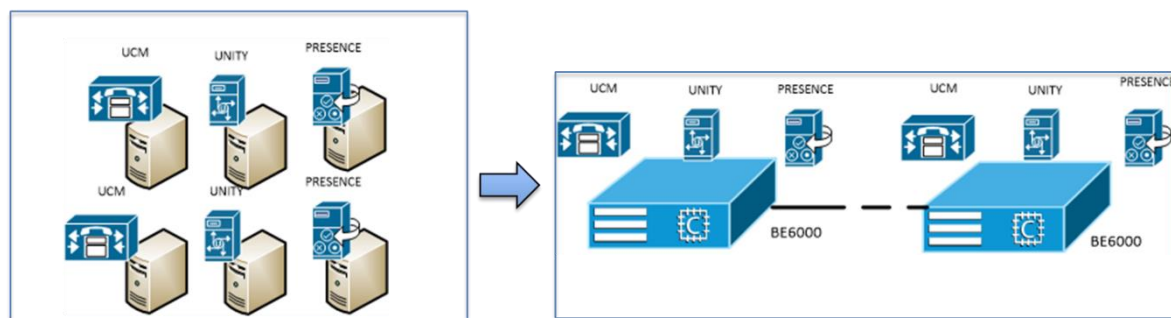 UCM UNITY PRESENCE
UCM UNITY PRESENCE
UCM UNITY PRESENCE UCM UNITY PRESENCE
BE6000 BE6000